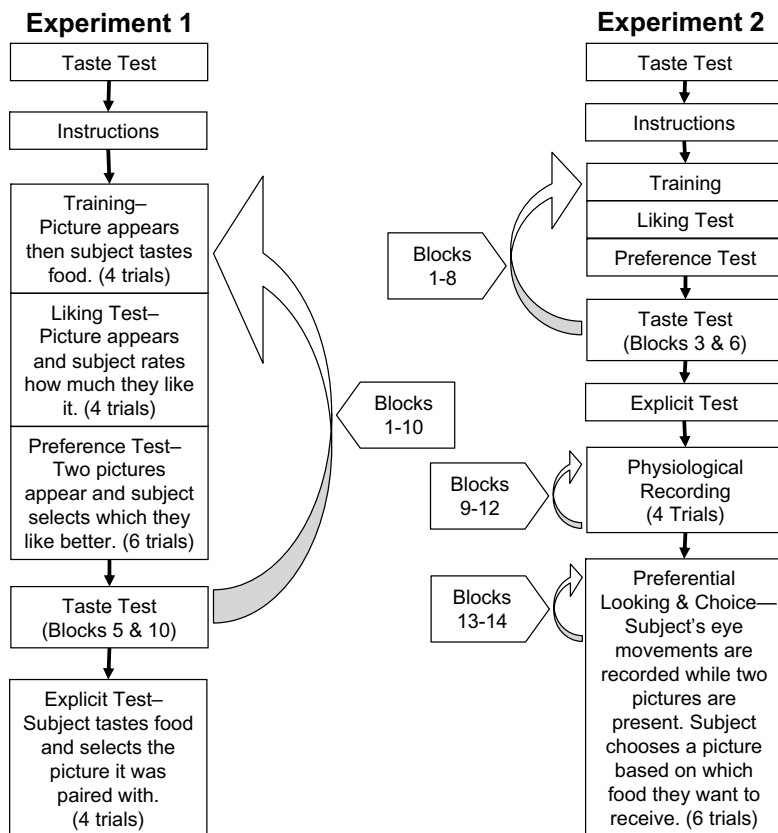 Experiment 1
Taste Test
Instructions
Training–
Picture appears
then subject tastes
food. (4 trials)
Liking Test–
Picture appears
and subject rates
how much they like
it. (4 trials)
Preference Test–
Two pictures
appear and subject
selects which they
like better. (6 trials)
Taste Test
(Blocks 5 & 10)
Explicit Test–
Subject tastes food
and selects the
picture it was
paired with.
(4 trials)
Blocks
1-10
Experiment 2
Taste Test
Instructions
Training
Liking Test
Preference Test
Taste Test
(Blocks 3 & 6)
Blocks
1-8
Explicit Test
Physiological
Recording
(4 Trials)
Blocks
9-12
Preferential
Looking & Choice—
Subject's eye
movements are
recorded while two
pictures are
present. Subject
chooses a picture
based on which
food they want to
receive. (6 trials)
Blocks
13-14